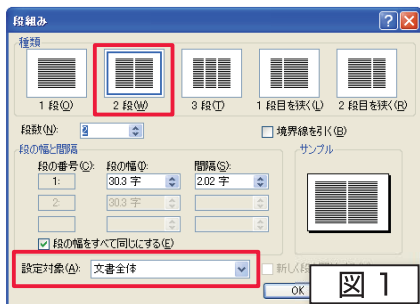 段組み
種類
1 段(O)
2 段(W)
3 段(T)
1 段目を狭く(L)
2 段目を狭く(R)
段数(N): 2
境界線を引く(B)
段の幅と間隔
サンプル
段の番号(C): 段の幅(I): 間隔(S):
1: 30.3 字 2.02 字
2: 30.3 字
段の幅をすべて同じにする(E)
設定対象(A): 文書全体
新しく段
OK
図 1